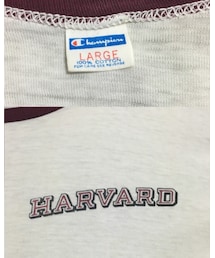 Champion
LARGE
100% COTTON
HARVARD